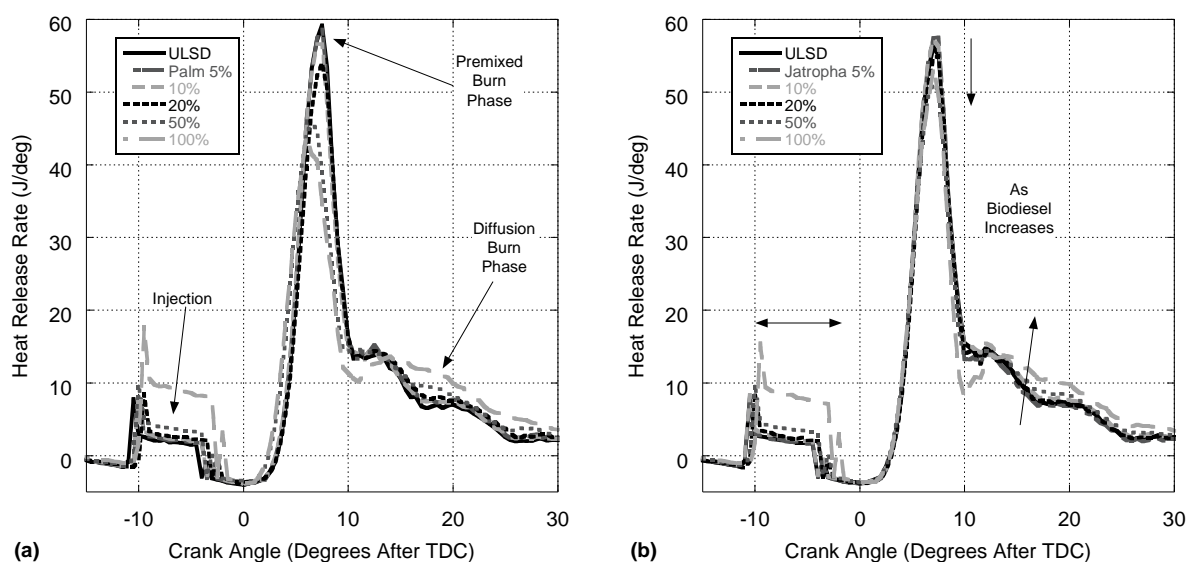 60
50
40
30
20
10
0
Heat Release Rate (J/deg)
ULSD
Palm 5%
10%
20%
50%
100%
Premixed
Burn
Phase
Diffusion
Burn
Phase
Injection
-10 0 10 20 30
(a)
Crank Angle (Degrees After TDC)
60
50
40
30
20
10
0
Heat Release Rate (J/deg)
ULSD
Jatropha 5%
10%
20%
50%
100%
As
Biodiesel
Increases
-10 0 10 20 30
(b)
Crank Angle (Degrees After TDC)